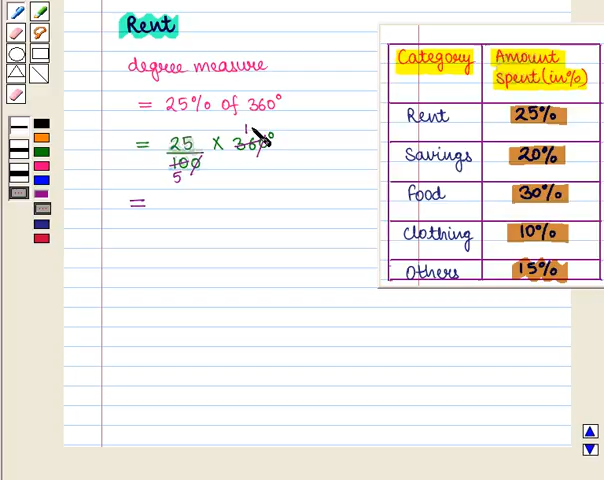 Rent
degree measure
= 25% of 360°
= 25/100 × 360°
5 1
=
Category Amount spent (in %)
Rent 25%
Savings 20%
Food 30%
Clothing 10%
Others 15%